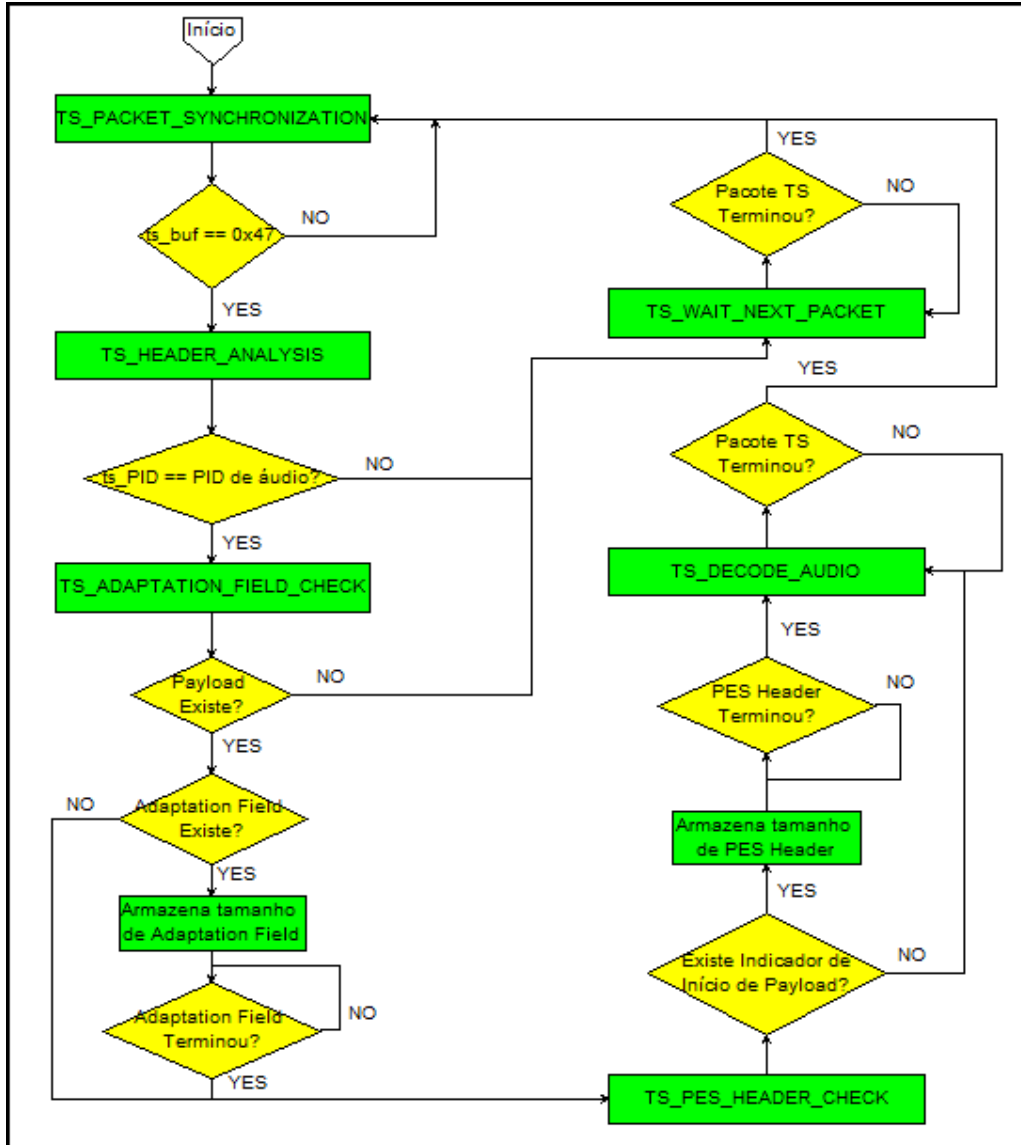 Início
TS_PACKET_SYNCHRONIZATION
ts_buf == 0x47
NO
YES
TS_HEADER_ANALYSIS
ts_PID == PID de áudio?
NO
YES
TS_ADAPTATION_FIELD_CHECK
Payload
Existe?
NO
YES
Adaptation Field
Existe?
NO
YES
Armazena tamanho
de Adaptation Field
Adaptation Field
Terminou?
NO
YES
TS_PES_HEADER_CHECK
Existe Indicador de
Início de Payload?
NO
YES
Armazena tamanho
de PES Header
PES Header
Terminou?
NO
YES
TS_DECODE_AUDIO
Pacote TS
Terminou?
NO
YES
TS_WAIT_NEXT_PACKET
Pacote TS
Terminou?
NO
YES